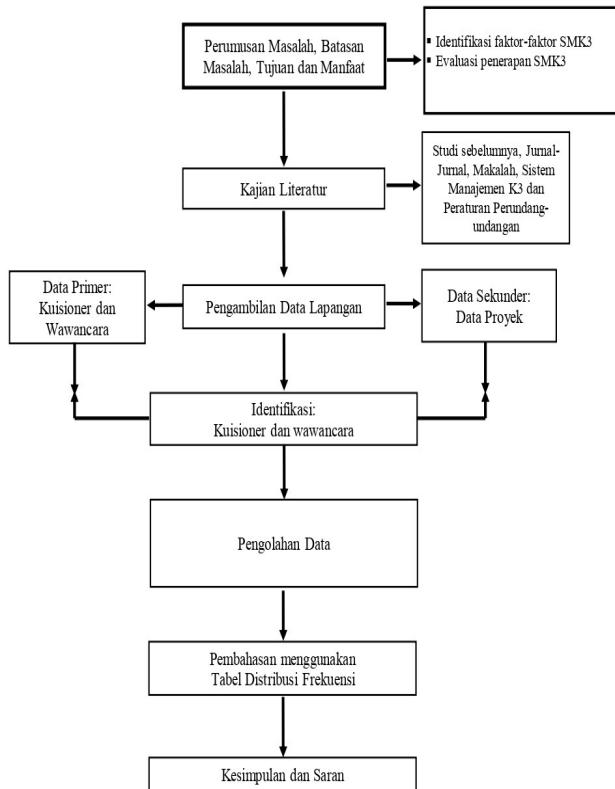 Perumusan Masalah, Batasan
Masalah, Tujuan dan Manfaat
▪ Identifikasi faktor-faktor SMK3
▪ Evaluasi penerapan SMK3
Kajian Literatur
Studi sebelumnya, Jurnal-
Jurnal, Makalah, Sistem
Manajemen K3 dan
Peraturan Perundang-
undangan
Data Primer:
Kuisioner dan
Wawancara
Pengambilan Data Lapangan
Data Sekunder:
Data Proyek
Identifikasi:
Kuisioner dan wawancara
Pengolahan Data
Pembahasan menggunakan
Tabel Distribusi Frekuensi
Kesimpulan dan Saran